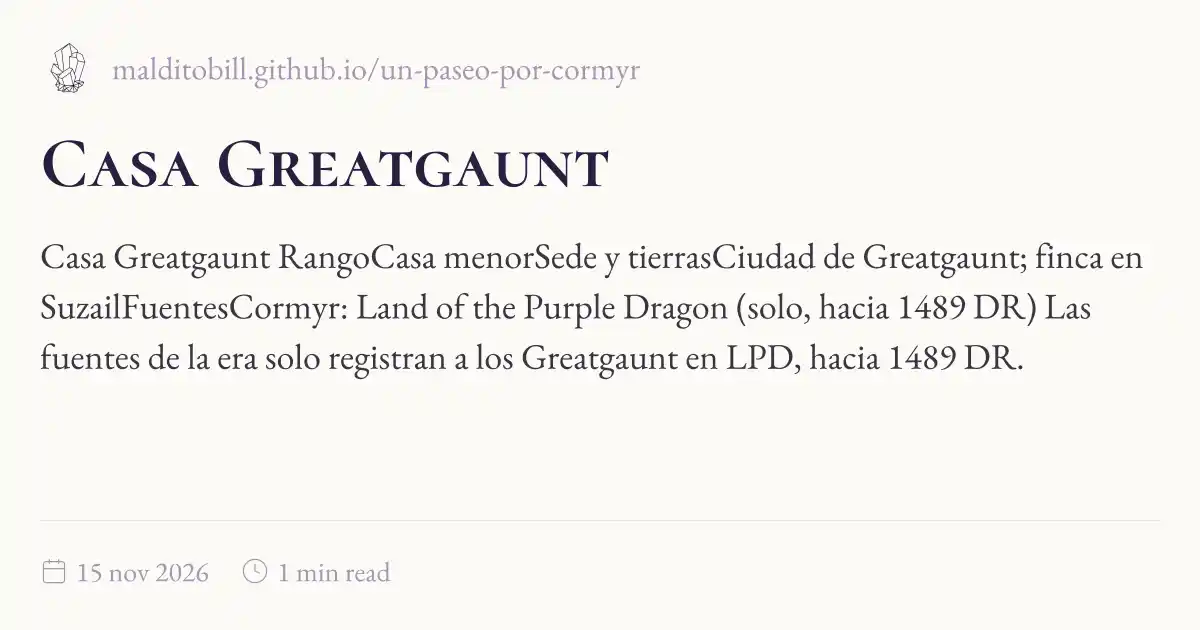 malditobill.github.io/un-paseo-por-cormyr
Casa Greatgaunt
Casa Greatgaunt RangoCasa menorSede y tierrasCiudad de Greatgaunt; finca en
SuzailFuentesCormyr: Land of the Purple Dragon (solo, hacia 1489 DR) Las
fuentes de la era solo registran a los Greatgaunt en LPD, hacia 1489 DR.
15 nov 2026 1 min read